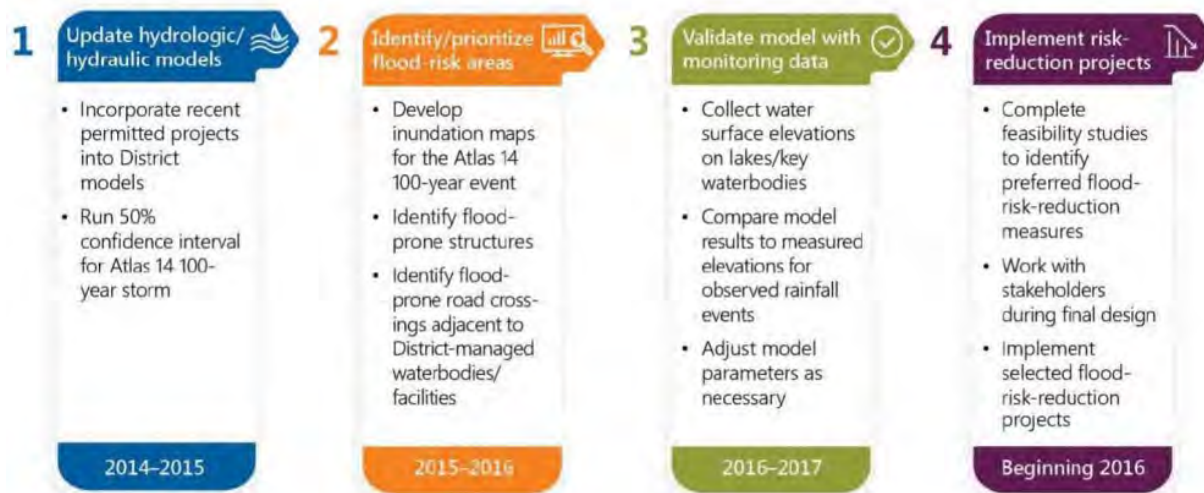 1
Update hydrologic/
hydraulic models
• Incorporate recent
permitted projects
into District
models
• Run 50%
confidence interval
for Atlas 14 100-
year storm
2014–2015
2
Identify/prioritize
flood-risk areas
• Develop
inundation maps
for the Atlas 14
100-year event
• Identify flood-
prone structures
• Identify flood-
prone road cross-
ings adjacent to
District-managed
waterbodies/
facilities
2015–2016
3
Validate model with
monitoring data
• Collect water
surface elevations
on lakes/key
waterbodies
• Compare model
results to measured
elevations for
observed rainfall
events
• Adjust model
parameters as
necessary
2016–2017
4
Implement risk-
reduction projects
• Complete
feasibility studies
to identify
preferred flood-
risk-reduction
measures
• Work with
stakeholders
during final design
• Implement
selected flood-
risk-reduction
projects
Beginning 2016